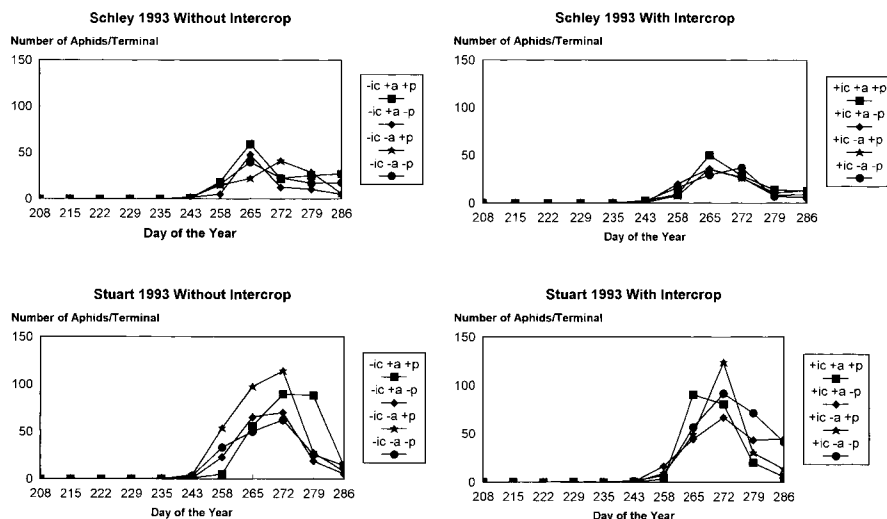 Schley 1993 Without Intercrop
Number of Aphids/Terminal
150
100
50
0
208 215 222 229 235 243 258 265 272 279 286
Day of the Year
-ic +a +p
-ic +a -p
-ic -a +p
-ic -a -p
Schley 1993 With Intercrop
Number of Aphids/Terminal
150
100
50
0
208 215 222 229 235 243 258 265 272 279 286
Day of the Year
+ic +a +p
+ic +a -p
+ic -a +p
+ic -a -p
Stuart 1993 Without Intercrop
Number of Aphids/Terminal
150
100
50
0
208 215 222 229 235 243 258 265 272 279 286
Day of the Year
-ic +a +p
-ic +a -p
-ic -a +p
-ic -a -p
Stuart 1993 With Intercrop
Number of Aphids/Terminal
150
100
50
0
208 215 222 229 235 243 258 265 272 279 286
Day of the Year
+ic +a +p
+ic +a -p
+ic -a +p
+ic -a -p